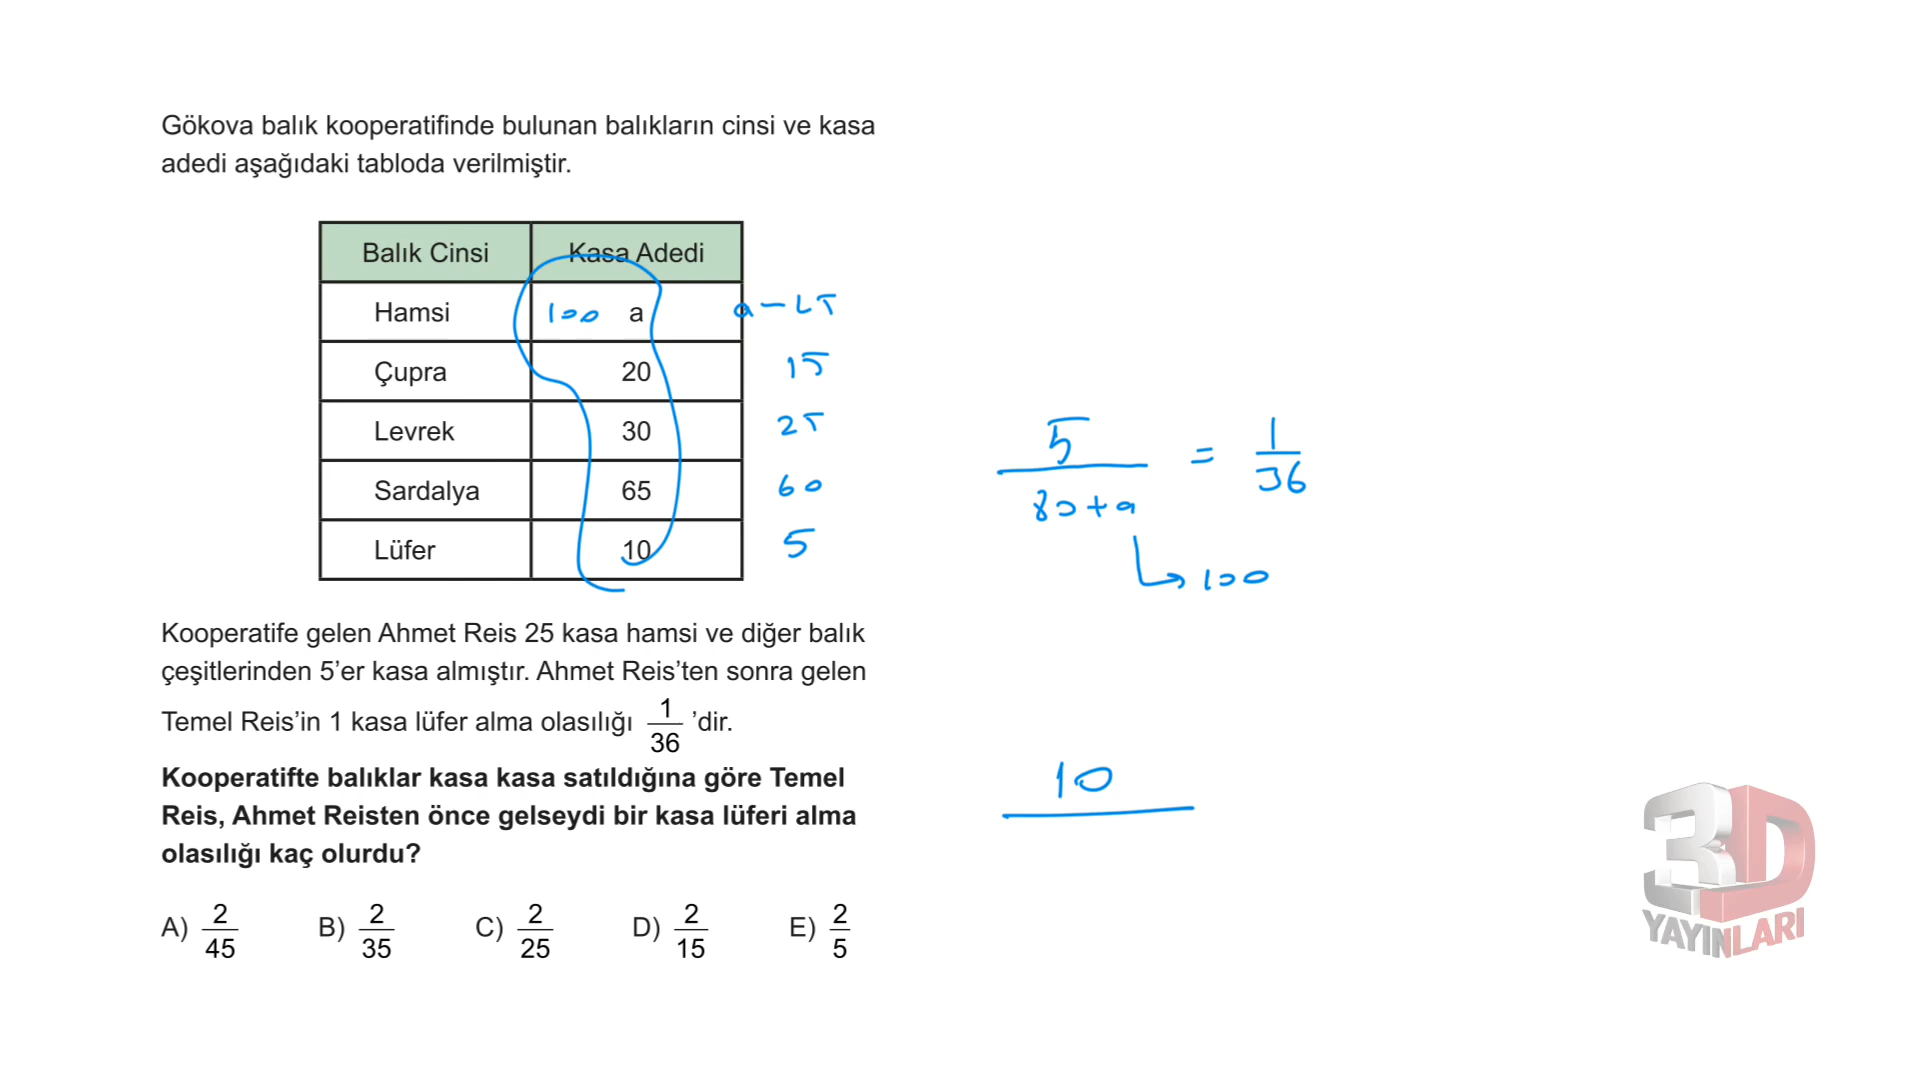 Gökova balık kooperatifinde bulunan balıkların cinsi ve kasa
adedi aşağıdaki tabloda verilmiştir.
Balık Cinsi Kasa Adedi
Hamsi 100 a a-25
Çupra 20 15
Levrek 30 25
Sardalya 65 60
Lüfer 10 5
5/80+a = 1/36
→100
Kooperatife gelen Ahmet Reis 25 kasa hamsi ve diğer balık
çeşitlerinden 5’er kasa almıştır. Ahmet Reis’ten sonra gelen
Temel Reis’in 1 kasa lüfer alma olasılığı 1/36 ’dir.
Kooperatifte balıklar kasa kasa satıldığına göre Temel
Reis, Ahmet Reisten önce gelseydi bir kasa lüferi alma
olasılığı kaç olurdu?
10
A) 2/45 B) 2/35 C) 2/25 D) 2/15 E) 2/5
3D
YAYINLARI